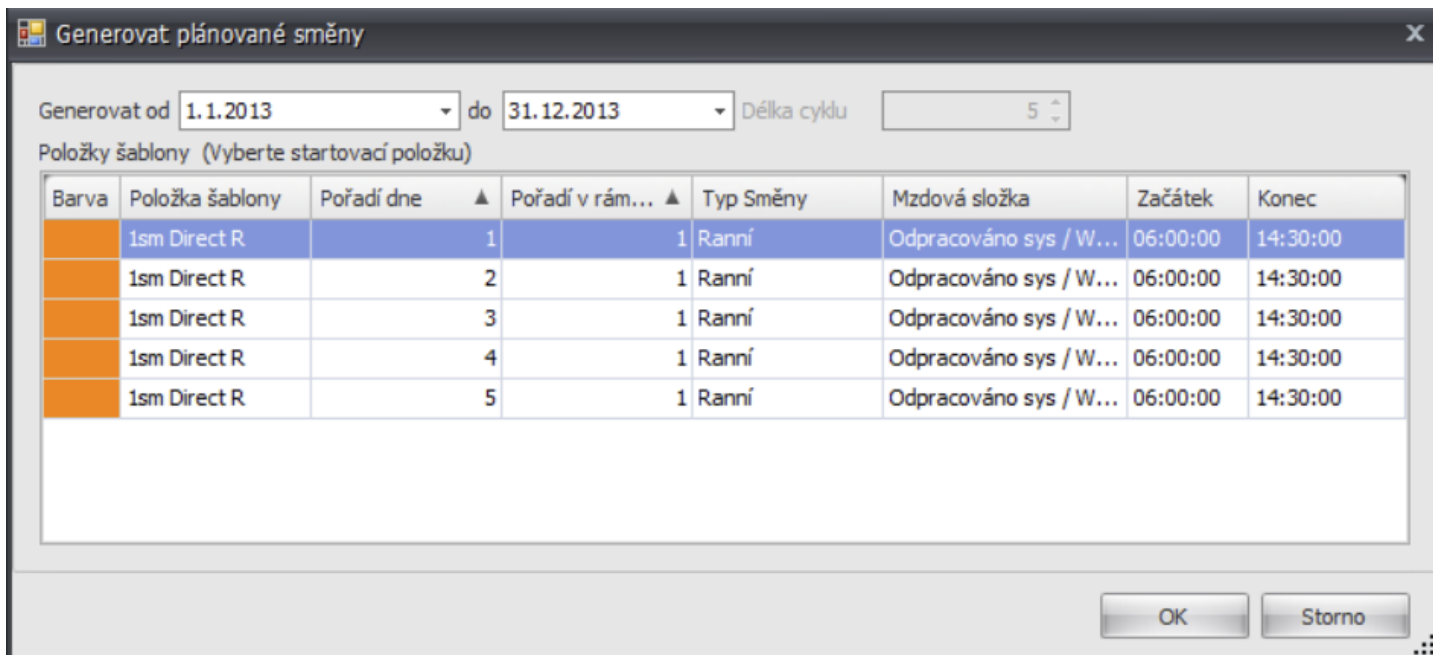 Generovat plánované směny x
Generovat od 1.1.2013 do 31.12.2013 Délka cyklu 5
Položky šablony (Vyberte startovací položku)
Barva Položka šablony Pořadí dne Pořadí v rám... Typ Směny Mzdová složka Začátek Konec
1sm Direct R 1 1 Ranní Odpracováno sys / W... 06:00:00 14:30:00
1sm Direct R 2 1 Ranní Odpracováno sys / W... 06:00:00 14:30:00
1sm Direct R 3 1 Ranní Odpracováno sys / W... 06:00:00 14:30:00
1sm Direct R 4 1 Ranní Odpracováno sys / W... 06:00:00 14:30:00
1sm Direct R 5 1 Ranní Odpracováno sys / W... 06:00:00 14:30:00
OK Storno